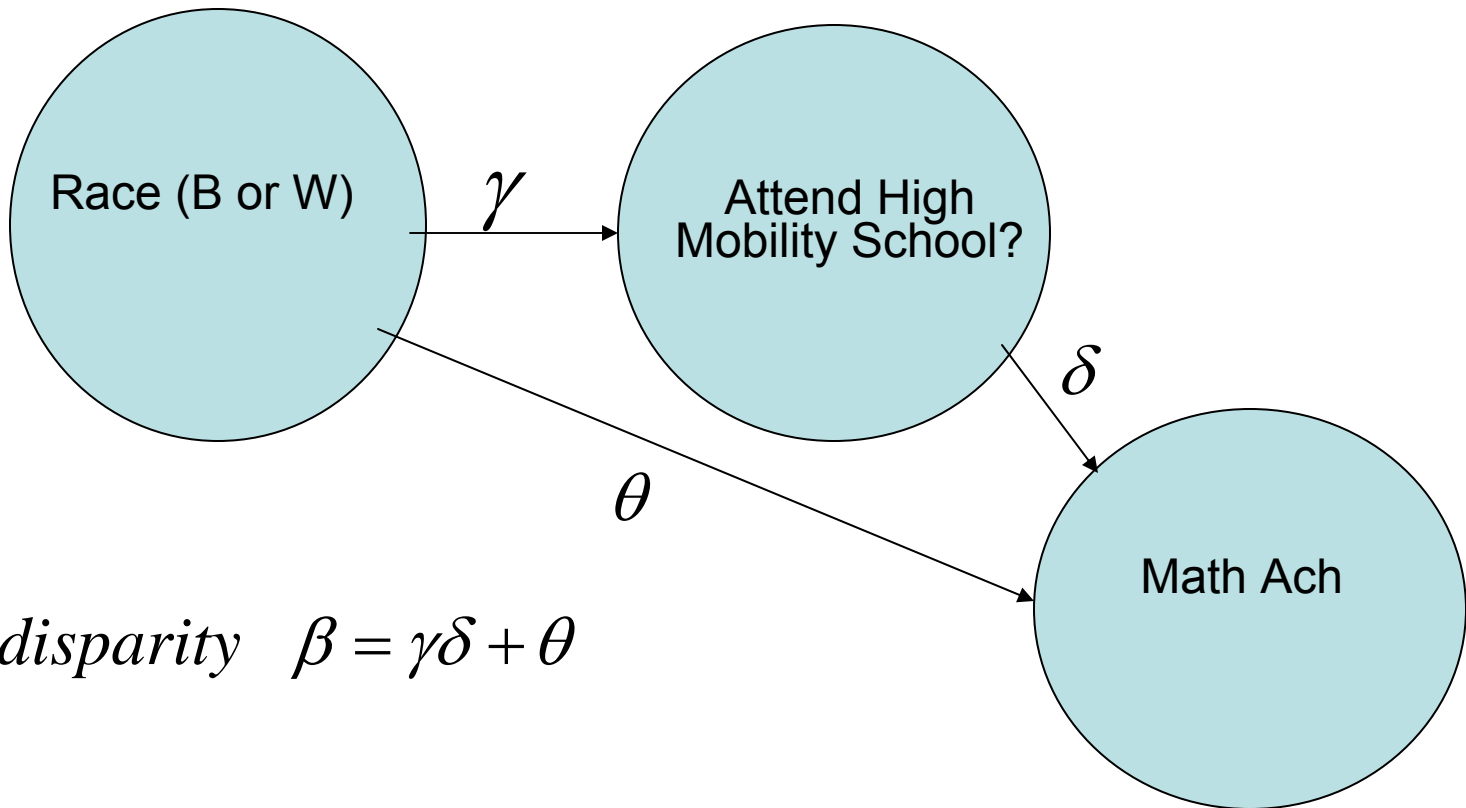 Race (B or W)
γ
Attend High
Mobility School?
δ
θ
Math Ach
disparity β = γδ + θ